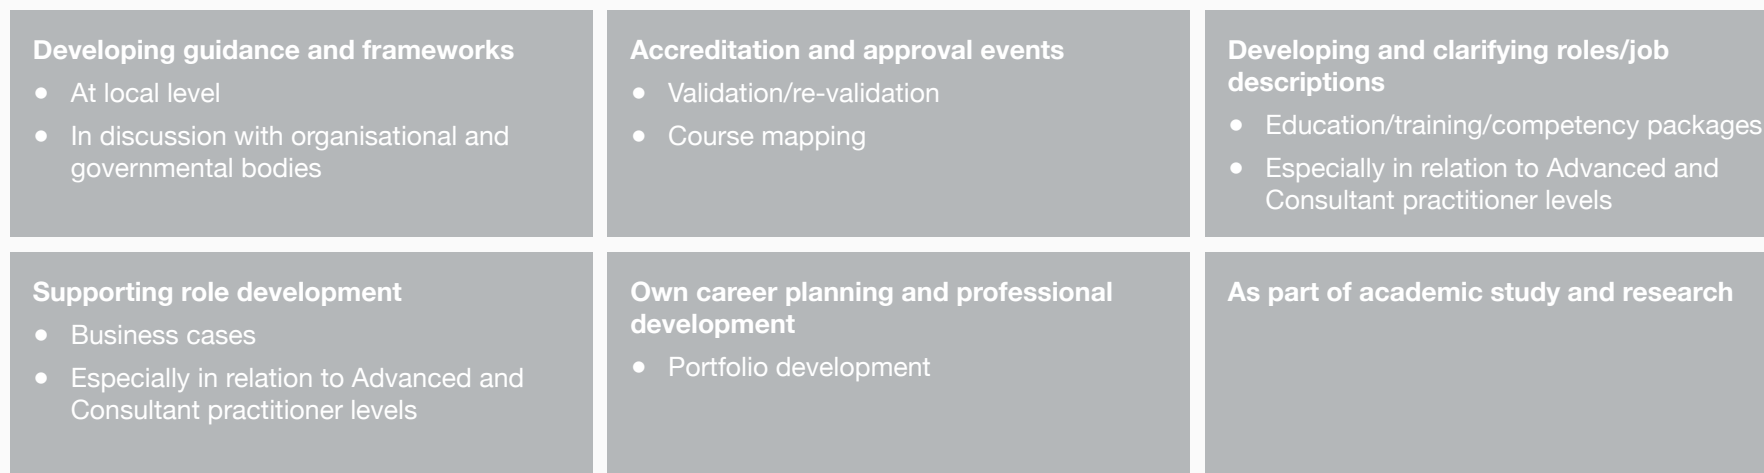 Developing guidance and frameworks
● At local level
● In discussion with organisational and
governmental bodies
Accreditation and approval events
● Validation/re-validation
● Course mapping
Developing and clarifying roles/job
descriptions
● Education/training/competency packages
● Especially in relation to Advanced and
Consultant practitioner levels
Supporting role development
● Business cases
● Especially in relation to Advanced and
Consultant practitioner levels
Own career planning and professional
development
● Portfolio development
As part of academic study and research